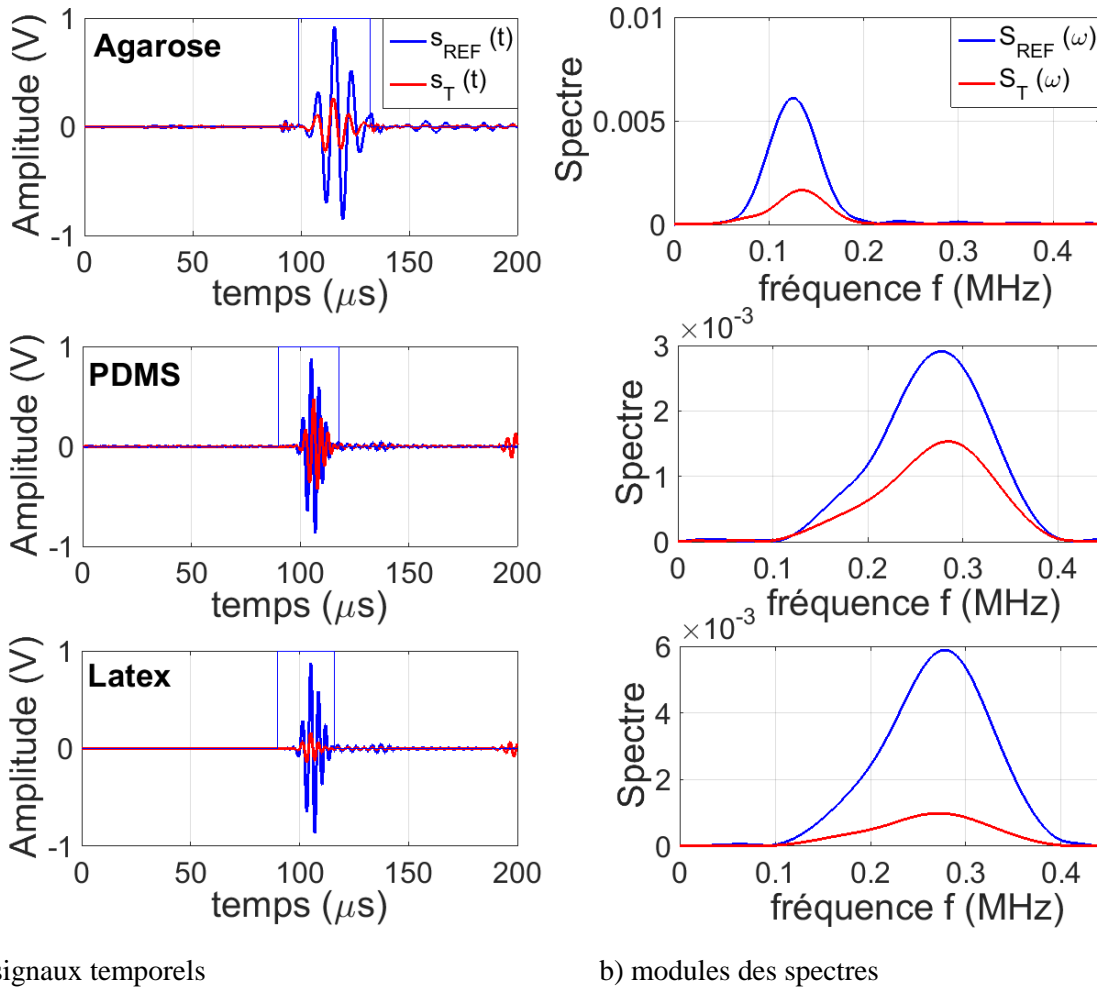 Agarose
s_REF (t)
s_T (t)
Amplitude (V)
1
0
-1
0 50 100 150 200
temps (μs)
S_REF (ω)
S_T (ω)
Spectre
0.01
0.005
0
0 0.1 0.2 0.3 0.4
fréquence f (MHz)
PDMS
Amplitude (V)
1
0
-1
0 50 100 150 200
temps (μs)
×10^-3
Spectre
3
2
1
0
0 0.1 0.2 0.3 0.4
fréquence f (MHz)
Latex
Amplitude (V)
1
0
-1
0 50 100 150 200
temps (μs)
×10^-3
Spectre
6
4
2
0
0 0.1 0.2 0.3 0.4
fréquence f (MHz)
signaux temporels
b) modules des spectres